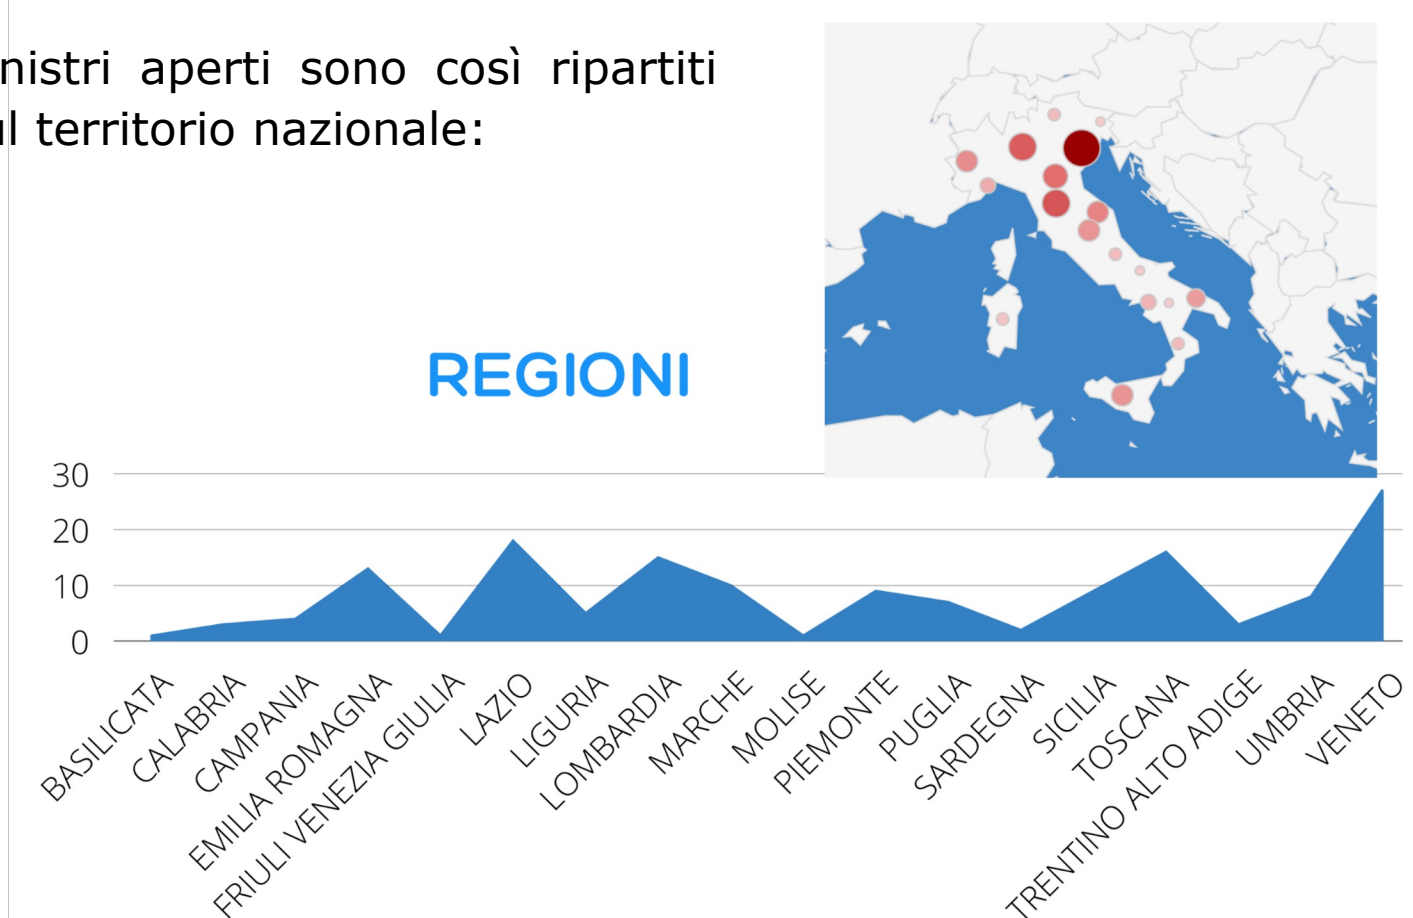 nistri aperti sono così ripartiti
l territorio nazionale:
REGIONI
30
20
10
0
BASILICATA
CALABRIA
CAMPANIA
EMILIA ROMAGNA
FRIULI VENEZIA GIULIA
LAZIO
LIGURIA
LOMBARDIA
MARCHE
MOLISE
PIEMONTE
PUGLIA
SARDEGNA
SICILIA
TOSCANA
TRENTINO ALTO ADIGE
UMBRIA
VENETO